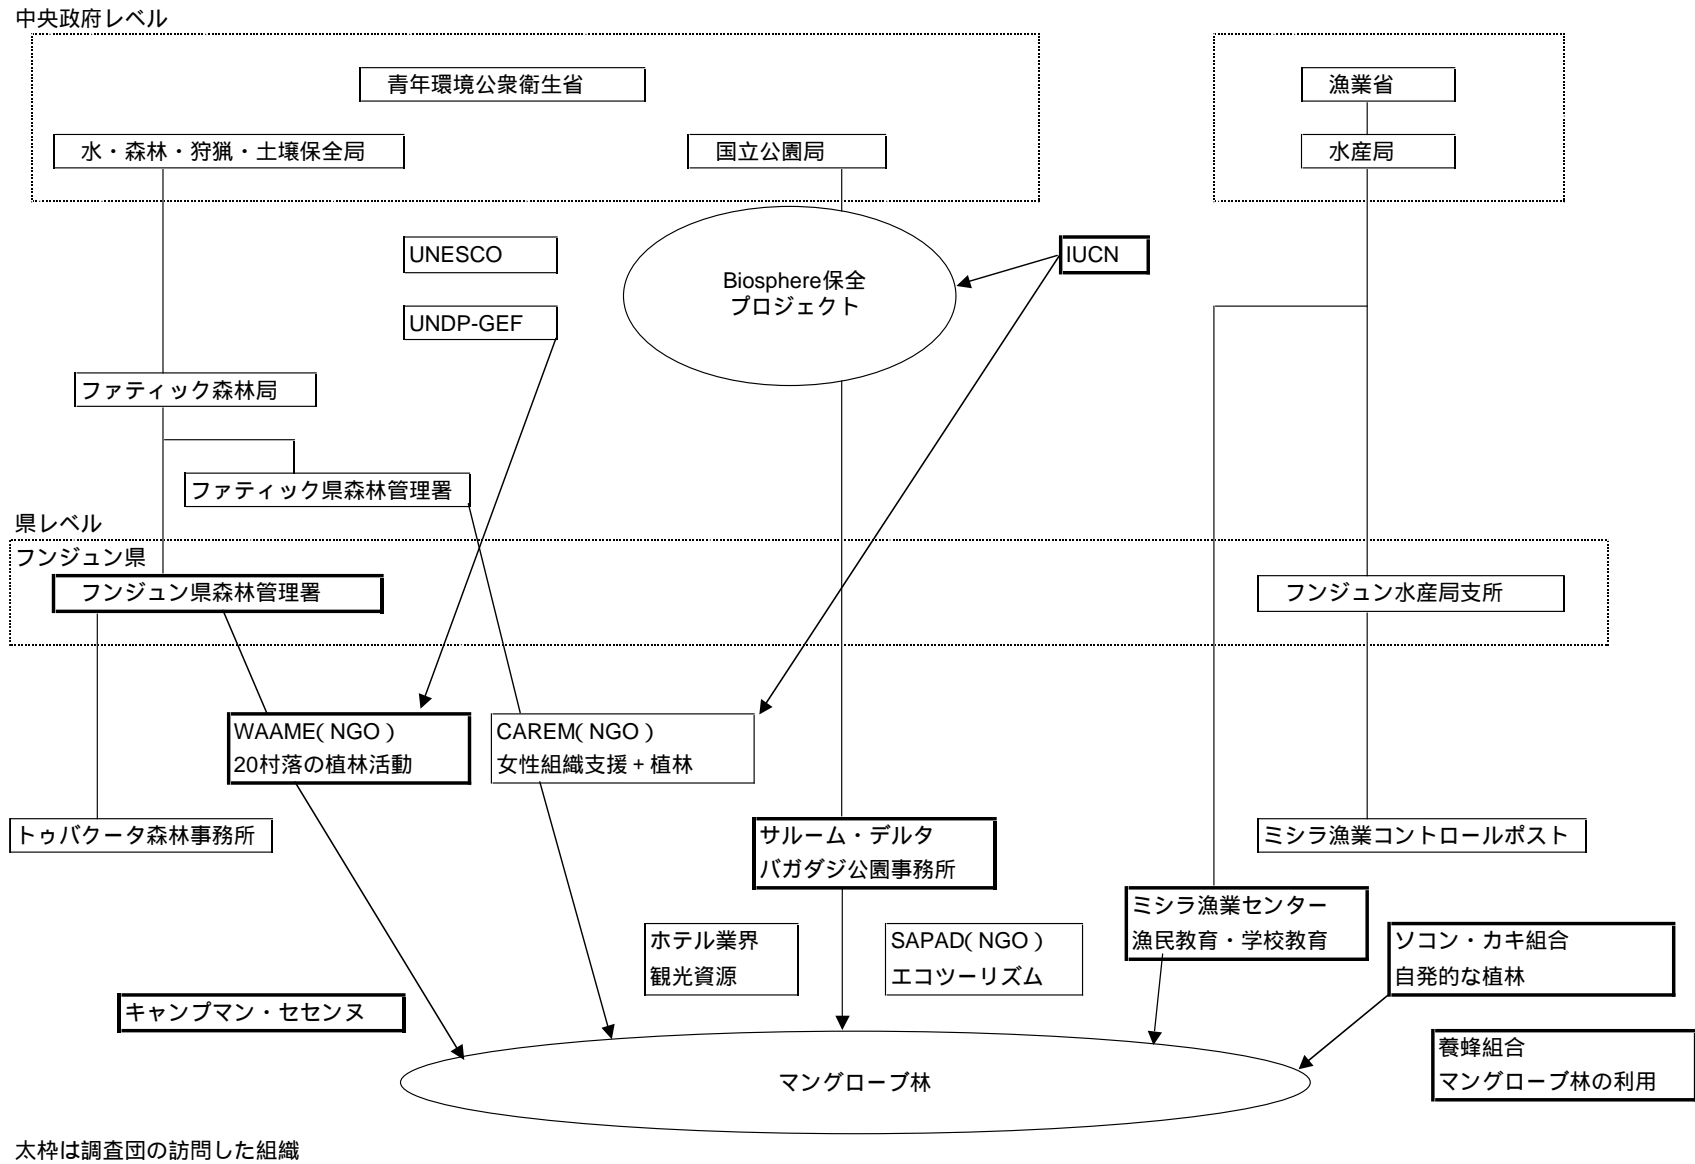 中央政府レベル
青年環境公衆衛生省
漁業省
水・森林・狩猟・土壌保全局
国立公園局
水産局
UNESCO
IUCN
Biosphere保全
プロジェクト
UNDP-GEF
ファティック森林局
ファティック県森林管理署
県レベル
フンジュン県
フンジュン県森林管理署
フンジュン水産局支所
WAAME(NGO)
20村落の植林活動
CAREM(NGO)
女性組織支援+植林
トゥバクータ森林事務所
サルーム・デルタ
バガダジ公園事務所
ミシラ漁業コントロールポスト
ミシラ漁業センター
漁民教育・学校教育
ホテル業界
観光資源
SAPAD(NGO)
エコツーリズム
ソコン・カキ組合
自発的な植林
キャンプマン・セセンヌ
養蜂組合
マングローブ林の利用
マングローブ林
太枠は調査団の訪問した組織